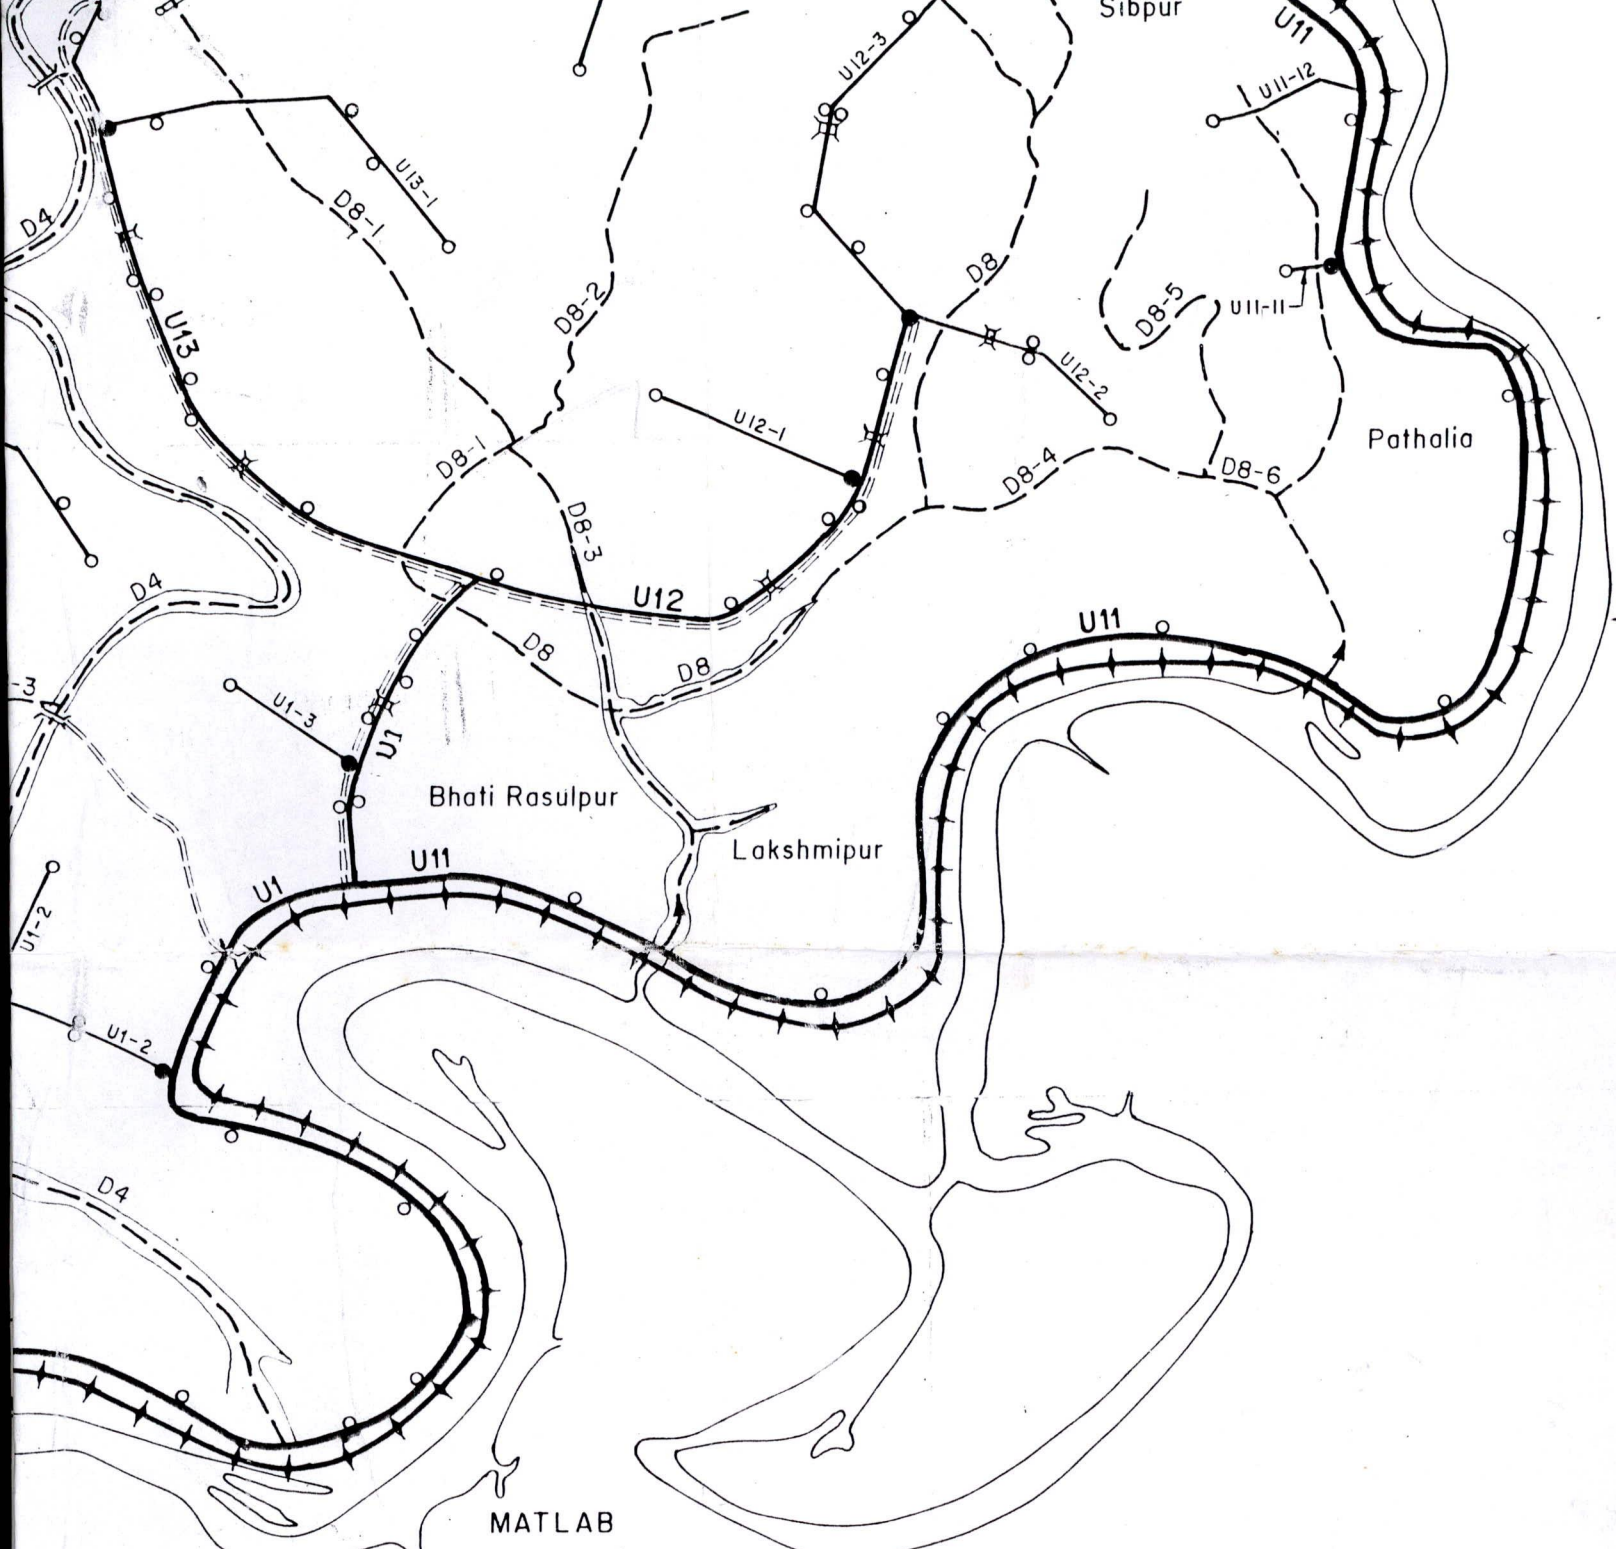 Sibpur
U11
U12-3
U11-12
U13-1
D8-1
D4
D8
D8-2
D8-5
U11-11
U13
U12-2
U12-1
Pathalia
D8-1
D8-4
D8-6
D8-3
D4
U12
U11
D8
D8
-3
U1-3
U1
Bhati Rasulpur
Lakshmipur
U11
U1
U1-2
U1-2
D4
MATLAB